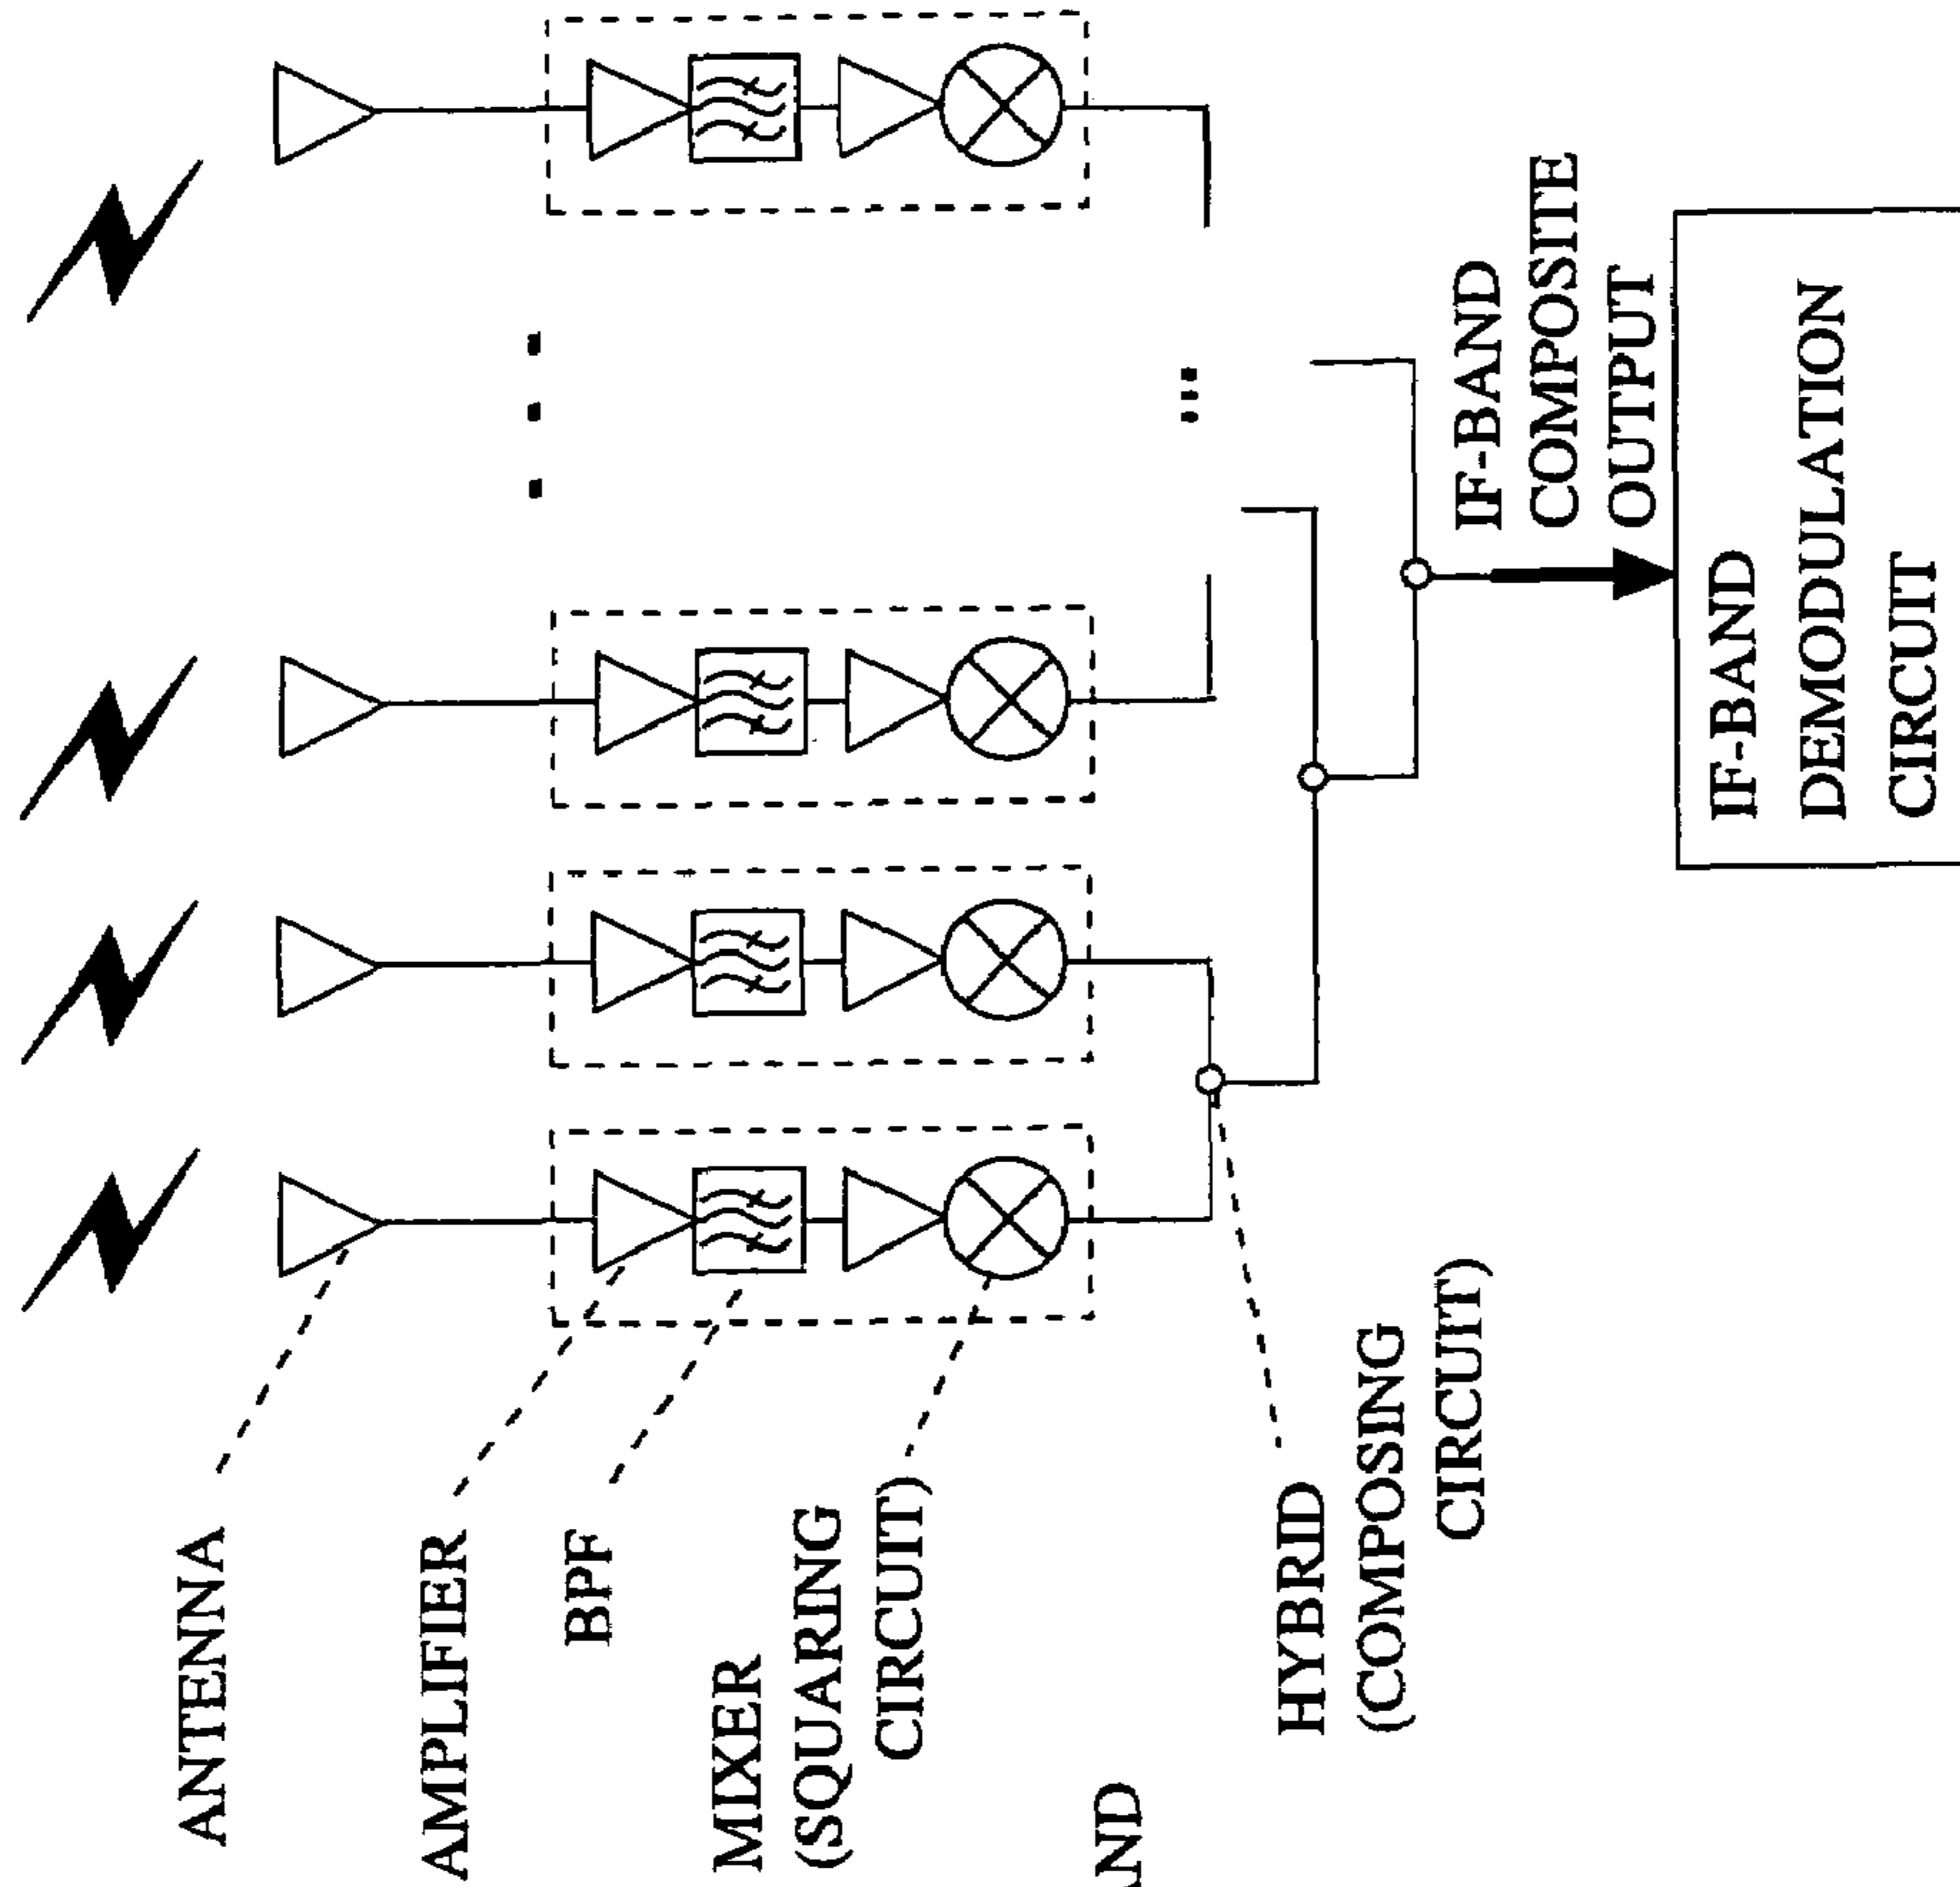 ANTENNA
AMPLIFIER
BPF
MIXER
(SQUARING
CIRCUIT)
HYBRID
(COMPOSING
CIRCUIT)
IF-BAND
COMPOSITE
OUTPUT
IF-BAND
DEMODULATION
CIRCUIT